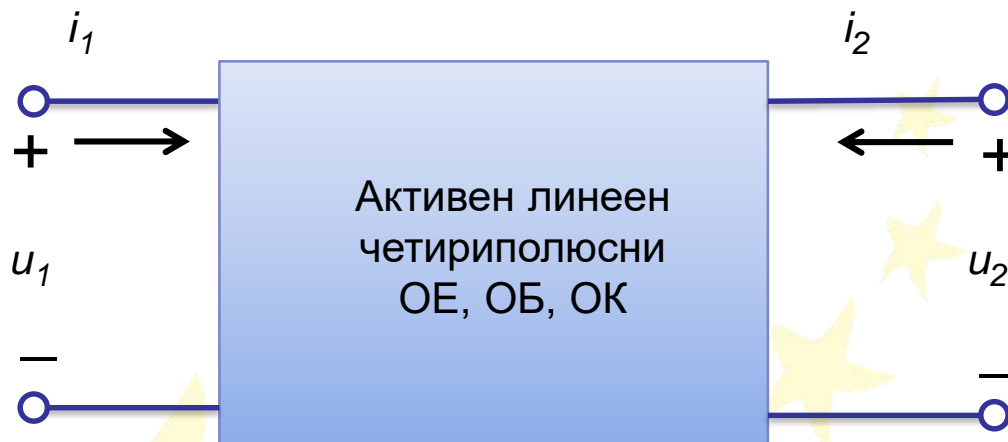 i1 i2
+ +
Активен линеен
четириполюсни
u1 u2
ОЕ, ОБ, ОК
– –